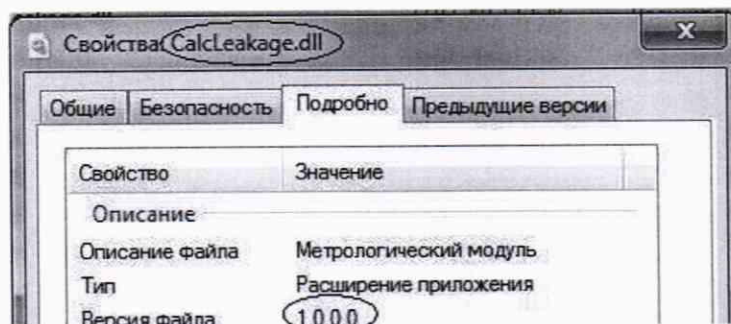 Свойства: CalcLeakage.dll
Общие Безопасность Подробно Предыдущие версии
Свойство Значение
Описание
Описание файла Метрологический модуль
Тип Расширение приложения
Версия файла 1.0.0.0